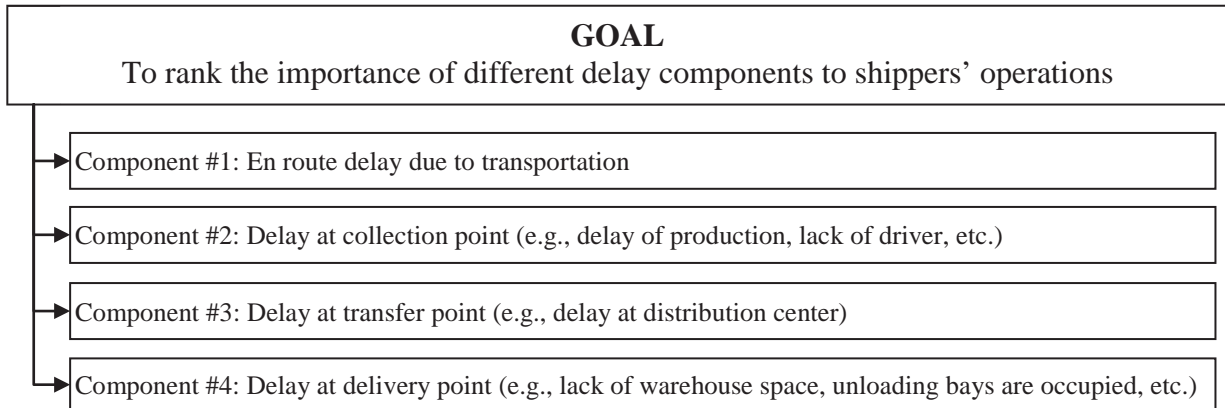 GOAL
To rank the importance of different delay components to shippers’ operations
Component #1: En route delay due to transportation
Component #2: Delay at collection point (e.g., delay of production, lack of driver, etc.)
Component #3: Delay at transfer point (e.g., delay at distribution center)
Component #4: Delay at delivery point (e.g., lack of warehouse space, unloading bays are occupied, etc.)